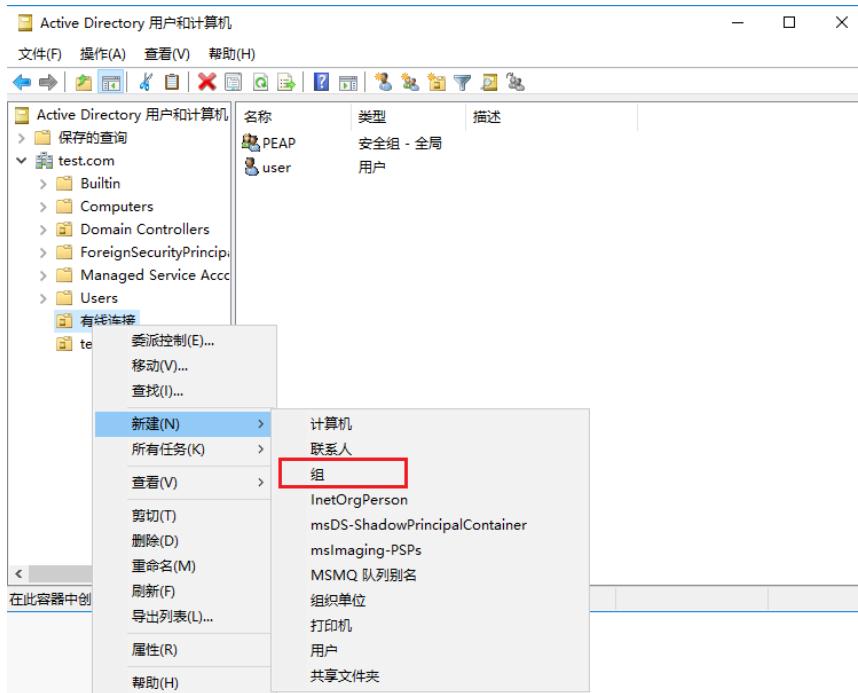 Active Directory 用户和计算机
文件(F) 操作(A) 查看(V) 帮助(H)
Active Directory 用户和计算机
保存的查询
test.com
Builtin
Computers
Domain Controllers
ForeignSecurityPrincip
Managed Service Acc
Users
有线连接
te
名称 类型 描述
PEAP 安全组 - 全局
user 用户
委派控制(E)...
移动(V)...
查找(I)...
新建(N)
所有任务(K)
查看(V)
剪切(T)
删除(D)
重命名(M)
刷新(F)
导出列表(L)...
属性(R)
帮助(H)
计算机
联系人
组
InetOrgPerson
msDS-ShadowPrincipalContainer
msImaging-PSPs
MSMQ 队列别名
组织单位
打印机
用户
共享文件夹
在此容器中创